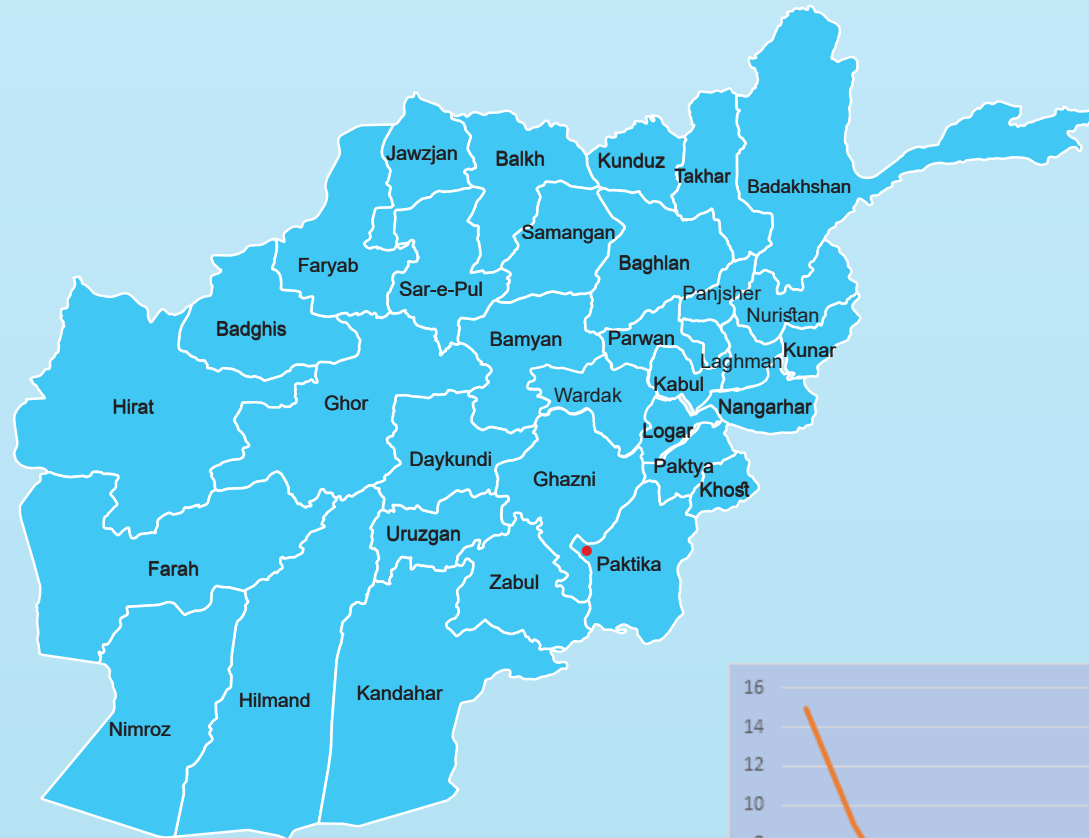 Jawzjan
Balkh
Kunduz
Takhar
Badakhshan
Samangan
Faryab
Baghlan
Sar-e-Pul
Panjsher
Nuristan
Badghis
Bamyan
Parwan
Kunar
Laghman
Kabul
Wardak
Hirat
Ghor
Nangarhar
Logar
Daykundi
Paktya
Ghazni
Khost
Uruzgan
Farah
Paktika
Zabul
Kandahar
Hilmand
Nimroz
16
14
12
10